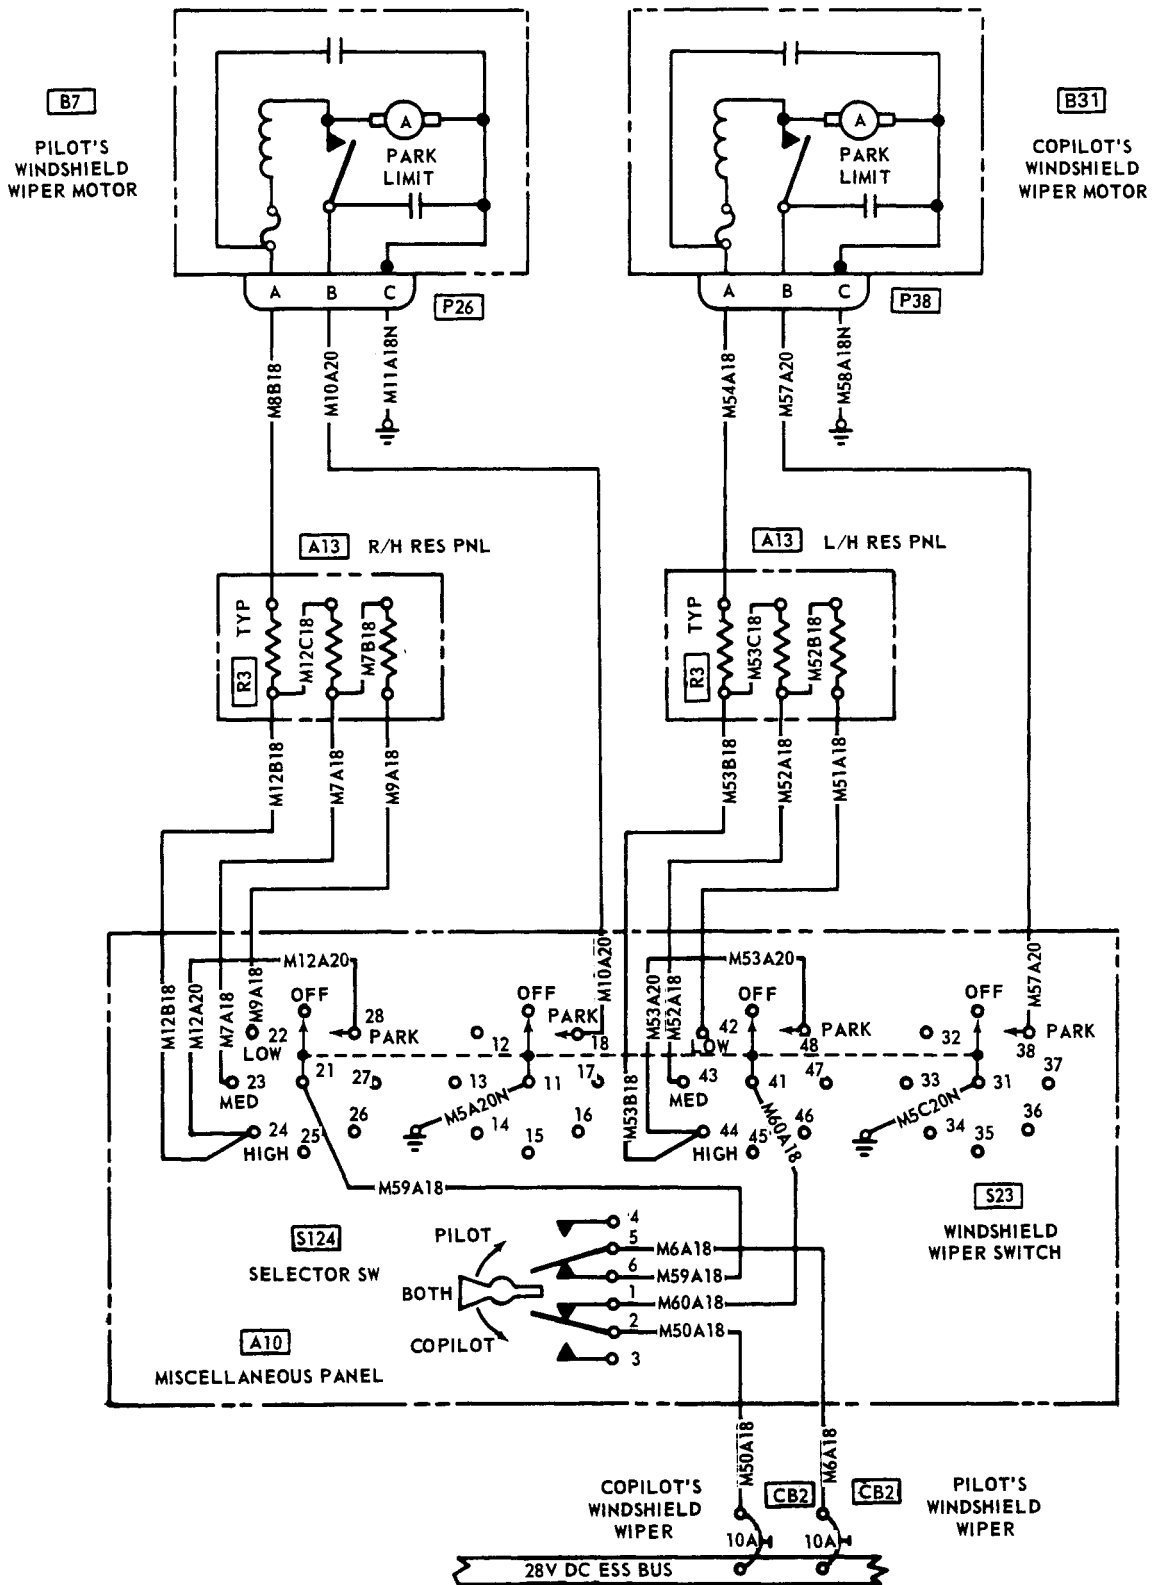 B7
PILOT'S
WINDSHIELD
WIPER MOTOR
A
PARK
LIMIT
A B C
P26
B31
COPILOT'S
WINDSHIELD
WIPER MOTOR
A
PARK
LIMIT
A B C
P38
M8B18
M10A20
M11A18N
M54A18
M57A20
M58A18N
A13 R/H RES PNL
TYP
R3
M12C18
M7B18
A13 L/H RES PNL
TYP
R3
M53C18
M52B18
M12B18
M7A18
M9A18
M53B18
M52A18
M51A18
M12A20
M10A20
M53A20
M57A20
M12B18
M12A20
M7A18
M9A18
M53B18
M53A20
M52A18
OFF
22
LOW
28
PARK
21
23
MED
27
24
HIGH
25
26
OFF
PARK
12
18
13
11
17
M5A20N
14
15
16
OFF
42
LOW
48
PARK
43
MED
41
47
44
HIGH
45
46
M60A18
OFF
32
38
PARK
33
31
37
M5C20N
34
35
36
M59A18
S23
WINDSHIELD
WIPER SWITCH
S124
SELECTOR SW
PILOT
BOTH
COPILOT
4
5
M6A18
6
M59A18
1
M60A18
2
M50A18
3
A10
MISCELLANEOUS PANEL
M50A18
M6A18
COPILOT'S
WINDSHIELD
WIPER
CB2
CB2
PILOT'S
WINDSHIELD
WIPER
10A
10A
28V DC ESS BUS